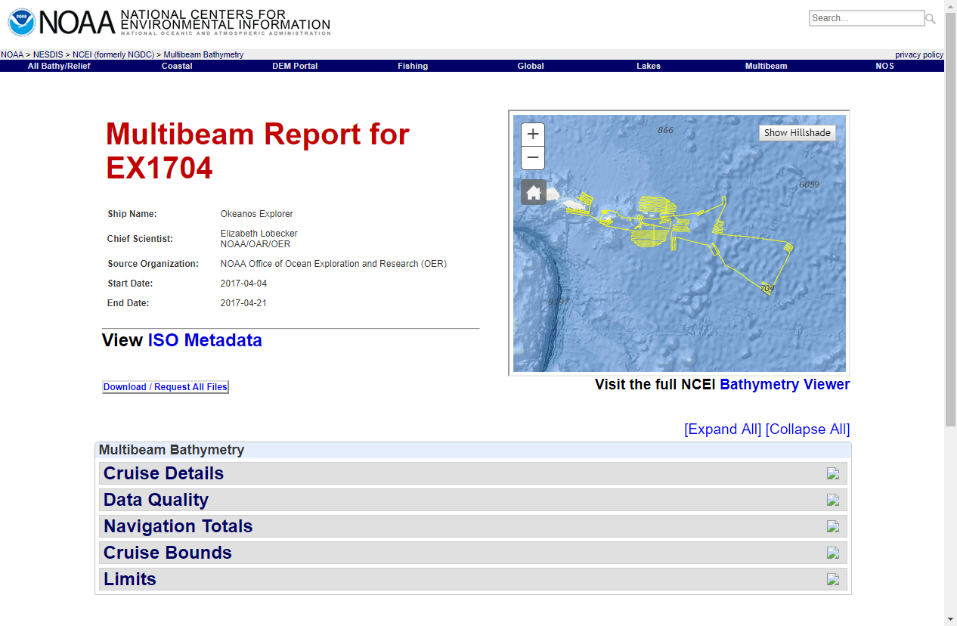 NOAA
NATIONAL CENTERS FOR
ENVIRONMENTAL INFORMATION
NATIONAL OCEANIC AND ATMOSPHERIC ADMINISTRATION
Search...
NOAA > NESDIS > NCEI (formerly NGDC) > Multibeam Bathymetry
privacy policy
All Bathy/Relief Coastal DEM Portal Fishing Global Lakes Multibeam NOS
Multibeam Report for
EX1704
Ship Name: Okeanos Explorer
Chief Scientist: Elizabeth Lobecker
NOAA/OAR/OER
Source Organization: NOAA Office of Ocean Exploration and Research (OER)
Start Date: 2017-04-04
End Date: 2017-04-21
View ISO Metadata
Download / Request All Files
+
−
866
Show Hillshade
6059
Visit the full NCEI Bathymetry Viewer
[Expand All] [Collapse All]
Multibeam Bathymetry
Cruise Details
Data Quality
Navigation Totals
Cruise Bounds
Limits